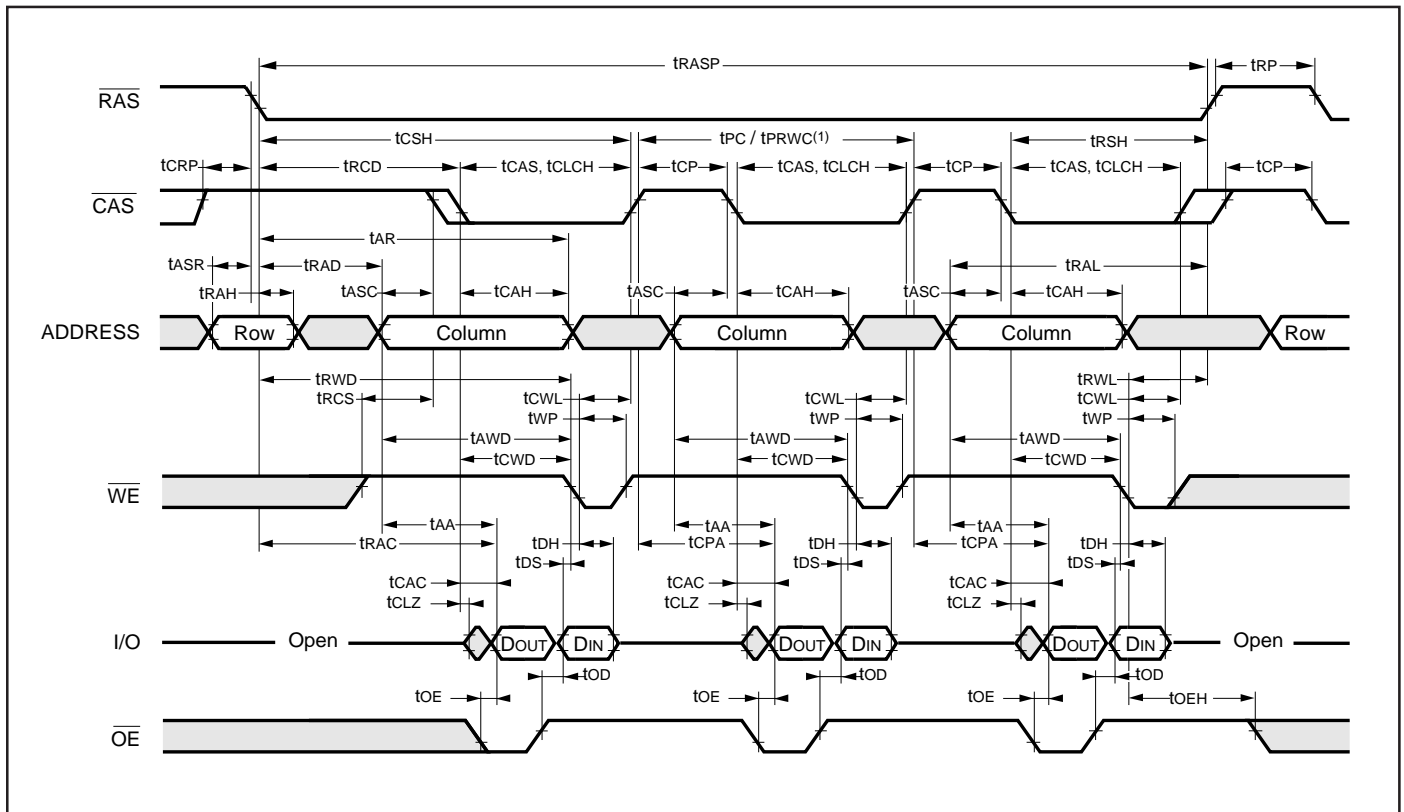 tRASP tRP
RAS
tCSH tPC / tPRWC(1) tRSH
tCRP tRCD tCAS, tCLCH tCP tCAS, tCLCH tCP tCAS, tCLCH tCP
CAS
tAR
tASR tRAD tRAL
tRAH tASC tCAH tASC tCAH tASC tCAH
ADDRESS Row Column Column Column Row
tRWD tRWL
tRCS tCWL tCWL tCWL
tWP tWP tWP
tAWD tAWD tAWD
tCWD tCWD tCWD
WE
tAA tAA tAA
tRAC tDH tCPA tDH tCPA tDH
tDS tDS tDS
tCAC tCAC tCAC
tCLZ tCLZ tCLZ
I/O Open DOUT DIN DOUT DIN DOUT DIN Open
tOD tOD tOD
tOE tOE tOE tOEH
OE